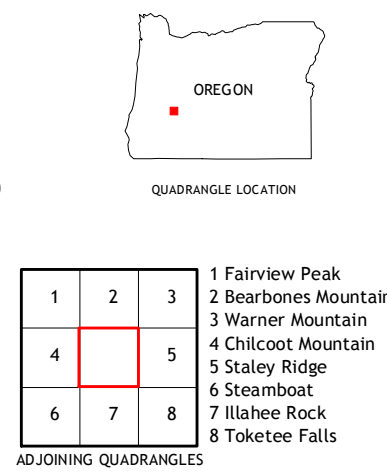 OREGON
QUADRANGLE LOCATION
1 2 3
4 5
6 7 8
ADJOINING QUADRANGLES
1 Fairview Peak
2 Bearbones Mountain
3 Warner Mountain
4 Chilcoot Mountain
5 Staley Ridge
6 Steamboat
7 Illahee Rock
8 Toketee Falls